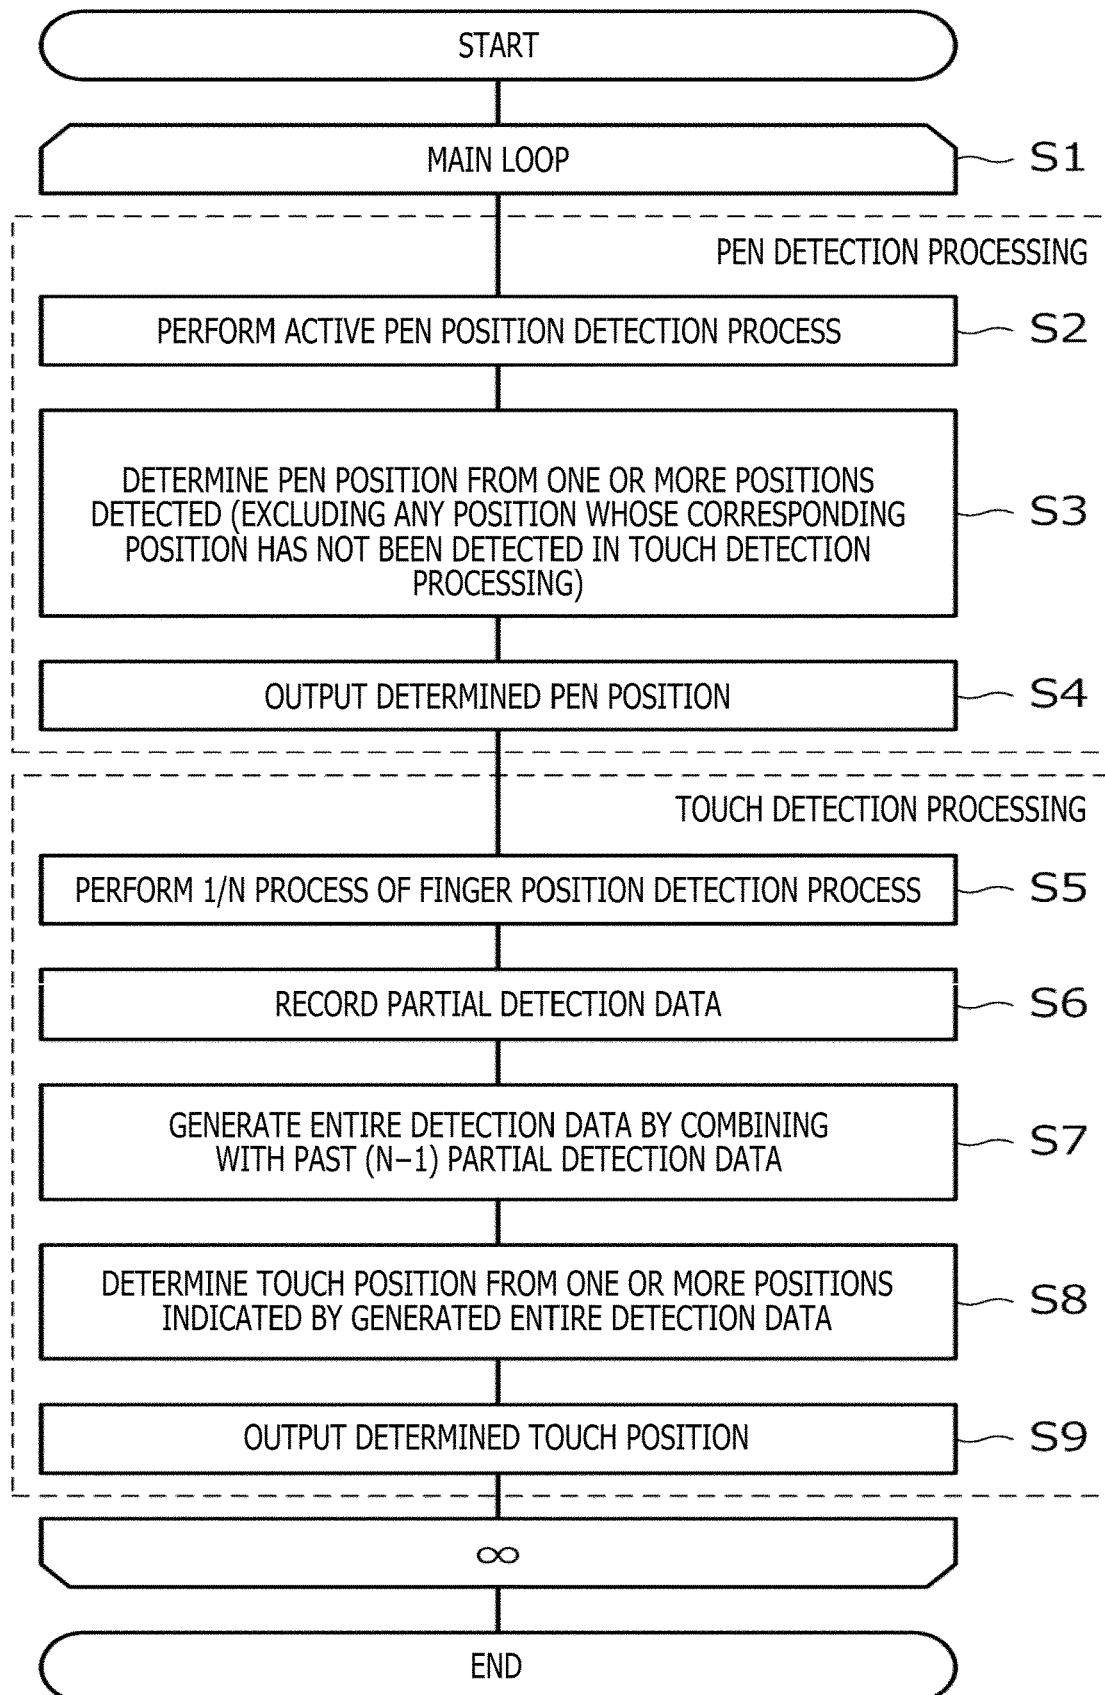 START
MAIN LOOP
S1
PEN DETECTION PROCESSING
PERFORM ACTIVE PEN POSITION DETECTION PROCESS
S2
DETERMINE PEN POSITION FROM ONE OR MORE POSITIONS
DETECTED (EXCLUDING ANY POSITION WHOSE CORRESPONDING
POSITION HAS NOT BEEN DETECTED IN TOUCH DETECTION
PROCESSING)
S3
OUTPUT DETERMINED PEN POSITION
S4
TOUCH DETECTION PROCESSING
PERFORM 1/N PROCESS OF FINGER POSITION DETECTION PROCESS
S5
RECORD PARTIAL DETECTION DATA
S6
GENERATE ENTIRE DETECTION DATA BY COMBINING
WITH PAST (N−1) PARTIAL DETECTION DATA
S7
DETERMINE TOUCH POSITION FROM ONE OR MORE POSITIONS
INDICATED BY GENERATED ENTIRE DETECTION DATA
S8
OUTPUT DETERMINED TOUCH POSITION
S9
∞
END